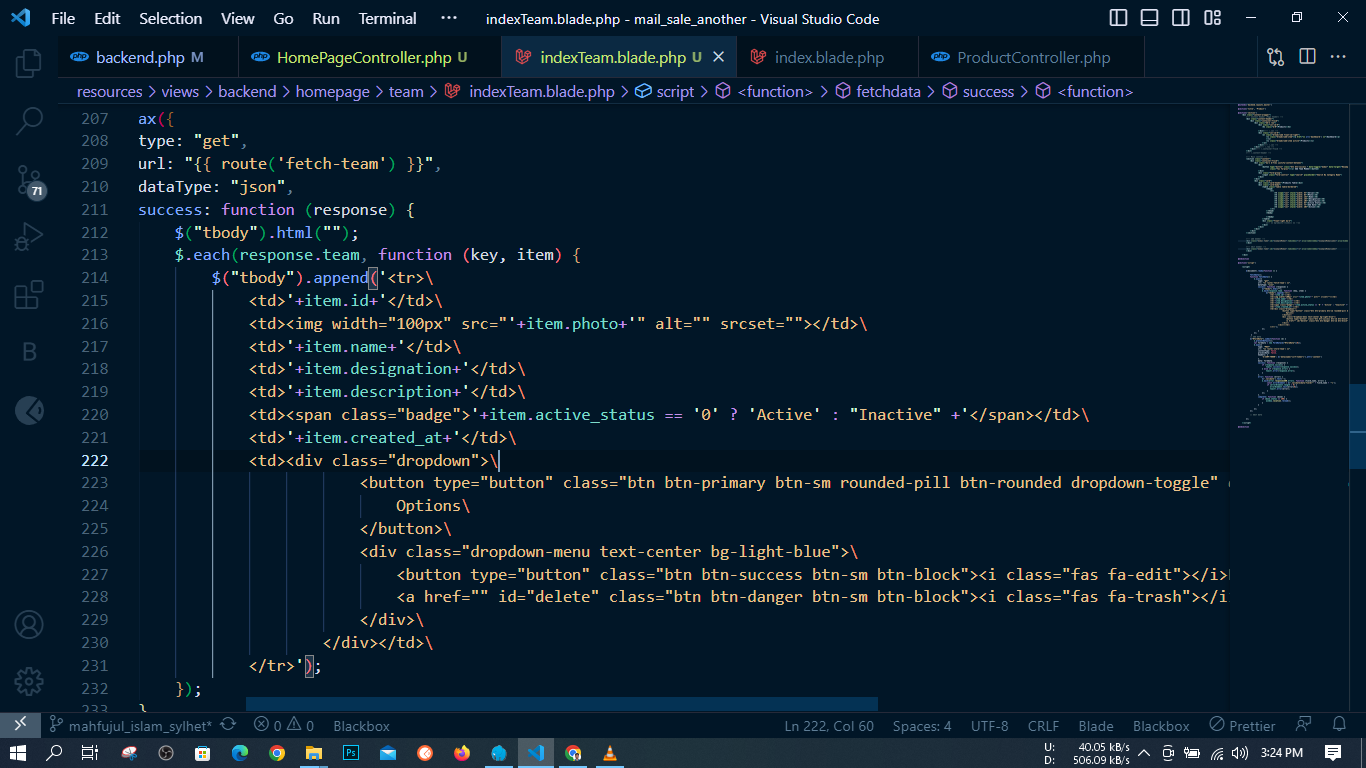 File Edit Selection View Go Run Terminal ··· indexTeam.blade.php - mail_sale_another - Visual Studio Code
backend.php M HomePageController.php U indexTeam.blade.php U index.blade.php ProductController.php
resources > views > backend > homepage > team > indexTeam.blade.php > script > <function> > fetchdata > success > <function>
207 ax({
208 type: "get",
209 url: "{{ route('fetch-team') }}",
210 dataType: "json",
211 success: function (response) {
212 $("tbody").html("");
213 $.each(response.team, function (key, item) {
214 $("tbody").append('<tr>\
215 <td>'+item.id+'</td>\
216 <td><img width="100px" src="'+item.photo+'" alt="" srcset=""></td>\
217 <td>'+item.name+'</td>\
218 <td>'+item.designation+'</td>\
219 <td>'+item.description+'</td>\
220 <td><span class="badge">'+item.active_status == '0' ? 'Active' : "Inactive" +'</span></td>\
221 <td>'+item.created_at+'</td>\
222 <td><div class="dropdown">\
223 <button type="button" class="btn btn-primary btn-sm rounded-pill btn-rounded dropdown-toggle"
224 Options\
225 </button>\
226 <div class="dropdown-menu text-center bg-light-blue">\
227 <button type="button" class="btn btn-success btn-sm btn-block"><i class="fas fa-edit"></i>
228 <a href="" id="delete" class="btn btn-danger btn-sm btn-block"><i class="fas fa-trash"></i
229 </div>\
230 </div></td>\
231 </tr>');
232 });
233 }
71
B
mahfujul_islam_sylhet* 0 0 Blackbox Ln 222, Col 60 Spaces: 4 UTF-8 CRLF Blade Blackbox Prettier
Ps U: 40.05 kB/s 3:24 PM
D: 506.09 kB/s